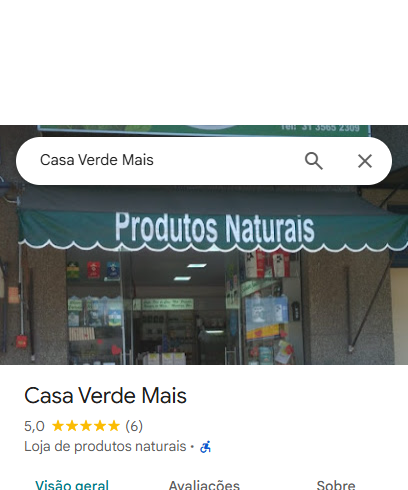 Tel: 31 3565 2309
Casa Verde Mais
Produtos Naturais
Casa Verde Mais
5,0 (6)
Loja de produtos naturais ·
Visão geral Avaliações Sobre